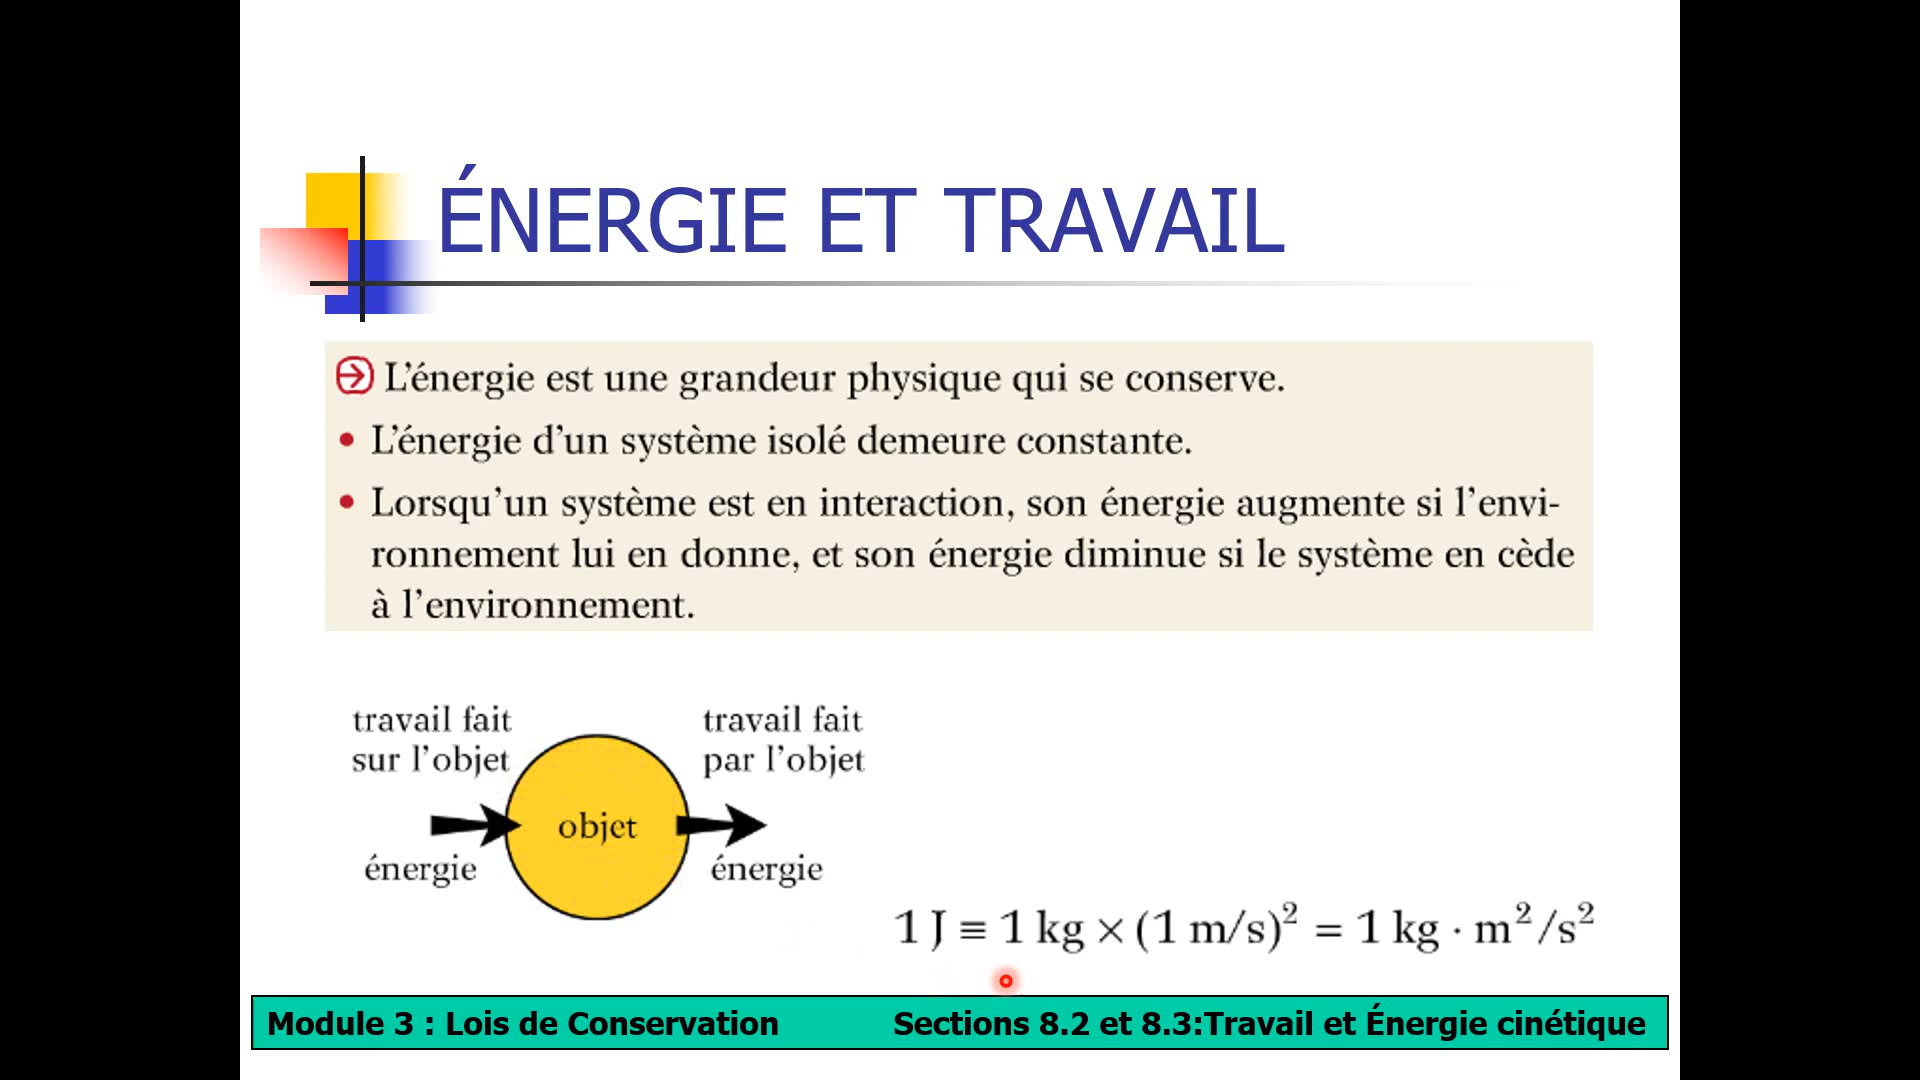 ÉNERGIE ET TRAVAIL
L’énergie est une grandeur physique qui se conserve.
• L’énergie d’un système isolé demeure constante.
• Lorsqu’un système est en interaction, son énergie augmente si l’envi-
ronnement lui en donne, et son énergie diminue si le système en cède
à l’environnement.
travail fait
sur l’objet
énergie
objet
travail fait
par l’objet
énergie
1 J ≡ 1 kg × (1 m/s)² = 1 kg · m²/s²
Module 3 : Lois de Conservation
Sections 8.2 et 8.3:Travail et Énergie cinétique